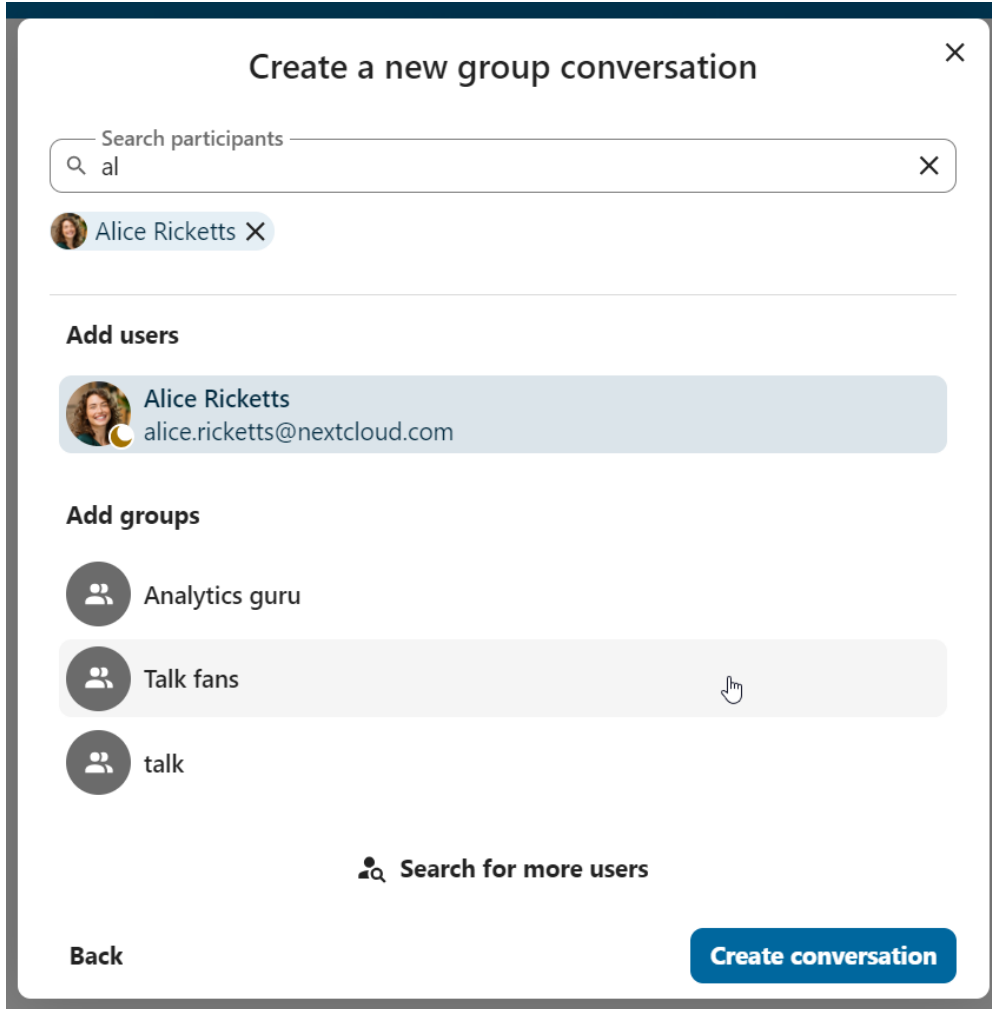 Create a new group conversation
Search participants
al
Alice Ricketts
Add users
Alice Ricketts
alice.ricketts@nextcloud.com
Add groups
Analytics guru
Talk fans
talk
Search for more users
Back
Create conversation